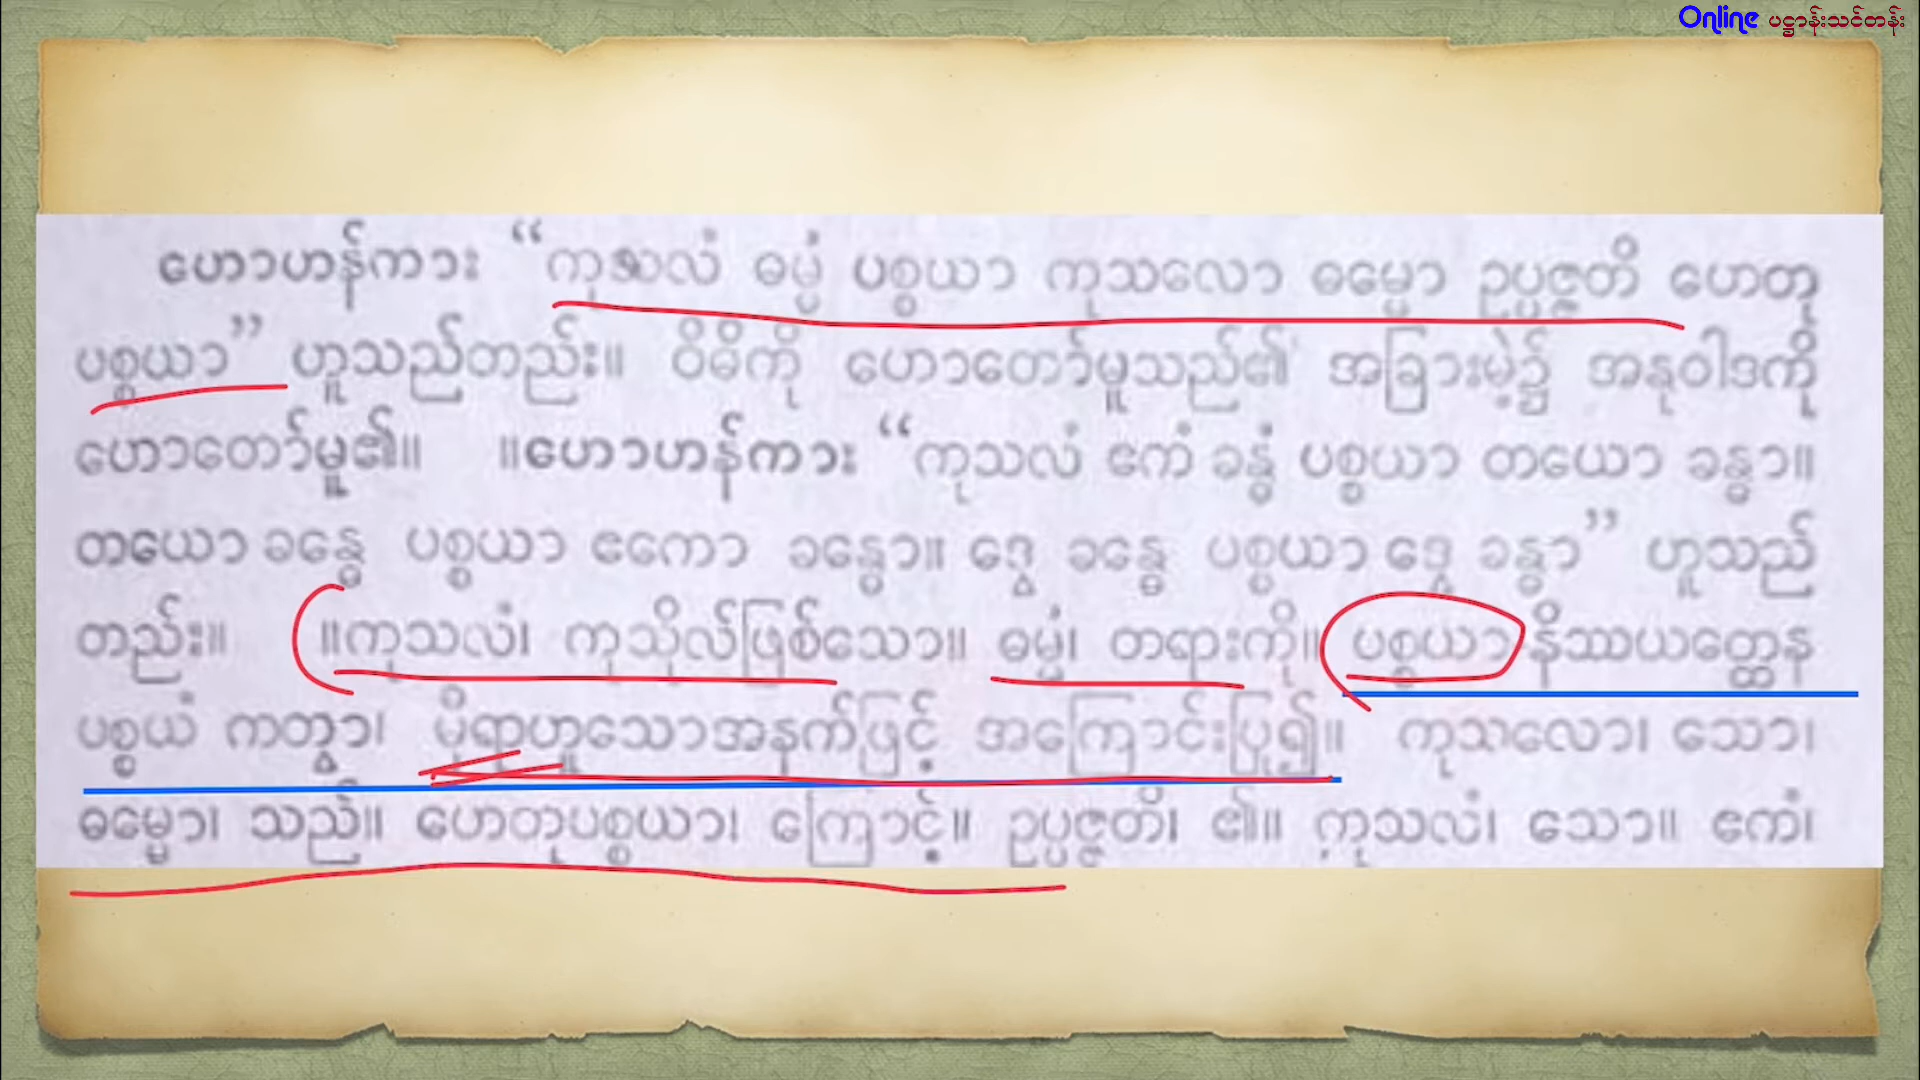 Online ပဋ္ဌာန်းသင်တန်း
ဟောဟန်ကား “ကုသလံ ဓမ္မံ ပစ္စယာ ကုသလော ဓမ္မော ဥပ္ပဇ္ဇတိ ဟေတု
ပစ္စယာ” ဟူသည်တည်း။ ဝိဓိကို ဟောတော်မူသည်၏ အခြားမဲ့၌ အနုဝါဒကို
ဟောတော်မူ၏။ ။ဟောဟန်ကား “ကုသလံ ဧကံ ခန္ဓံ ပစ္စယာ တယော ခန္ဓာ။
တယော ခန္ဓေ ပစ္စယာ ဧကော ခန္ဓော။ ဒွေ ခန္ဓေ ပစ္စယာ ဒွေ ခန္ဓာ” ဟူသည်
တည်း။ ။ကုသလံ၊ ကုသိုလ်ဖြစ်သော။ ဓမ္မံ၊ တရားကို။ ပစ္စယာ နိဿယတ္ထေန
ပစ္စယံ ကတွာ၊ မှီရာဟူသောအနက်ဖြင့် အကြောင်းပြု၍။ ကုသလော၊ သော၊
ဓမ္မော၊ သည်။ ဟေတုပစ္စယာ၊ ကြောင့်။ ဥပ္ပဇ္ဇတိ၊ ၏။ ကုသလံ၊ သော။ ဧကံ၊